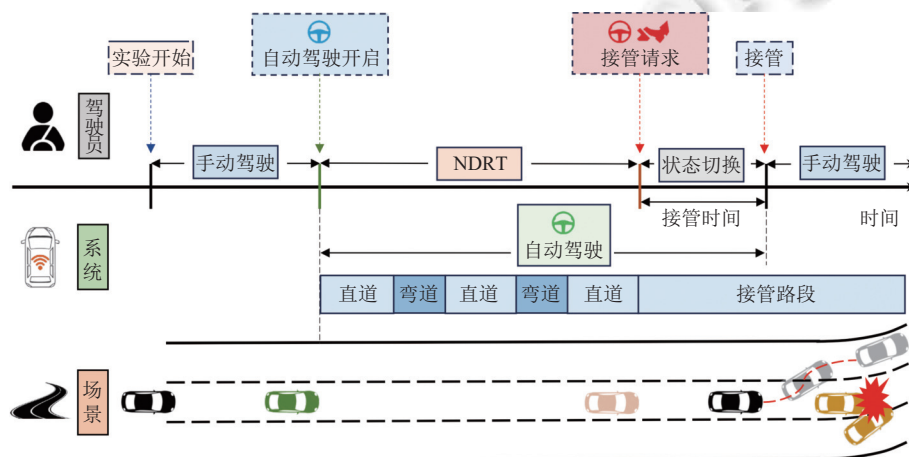 实验开始
自动驾驶开启
接管请求
接管
驾驶员
手动驾驶
NDRT
状态切换
手动驾驶
接管时间
时间
系统
自动驾驶
直道
弯道
直道
弯道
直道
接管路段
场景